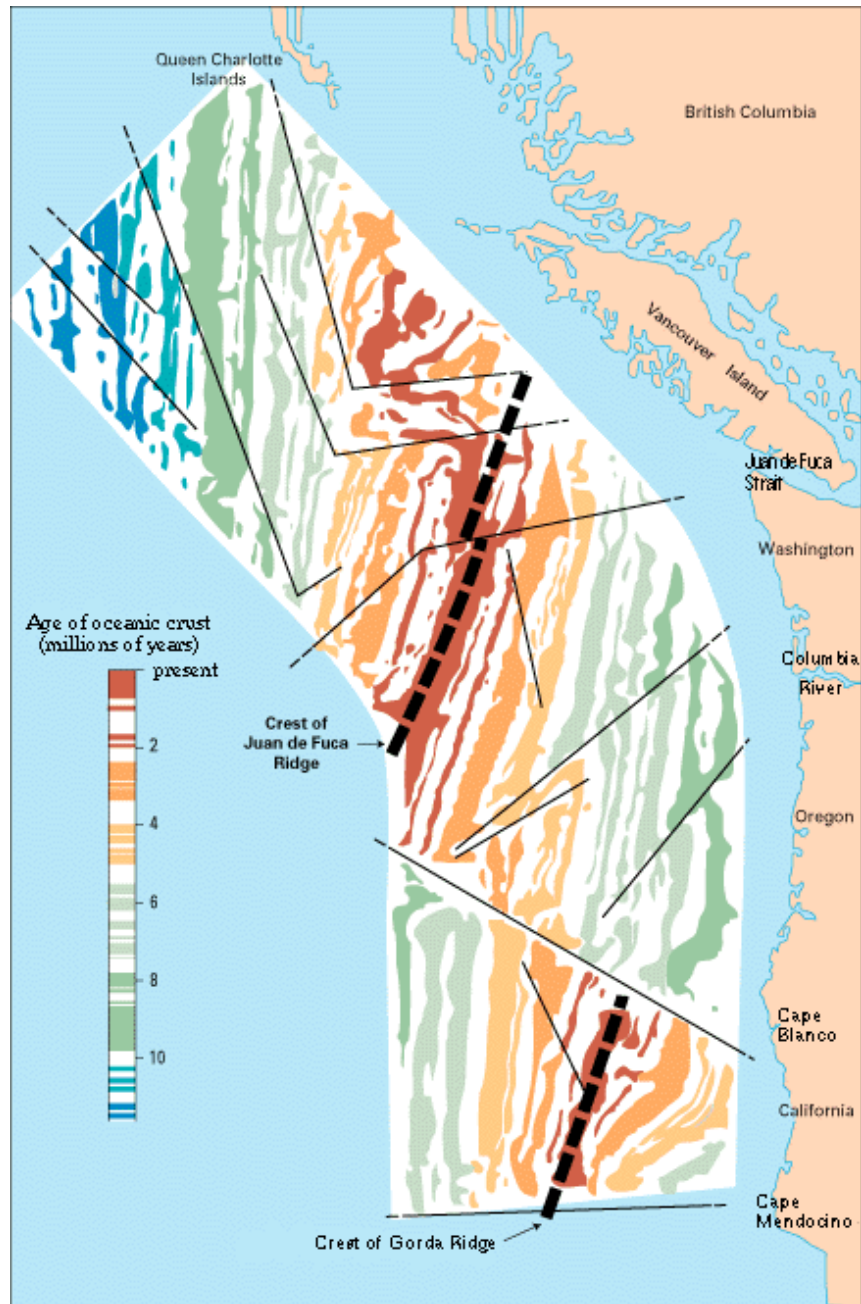 Queen Charlotte
Islands
British Columbia
Vancouver Island
Juan de Fuca
Strait
Washington
Age of oceanic crust
(millions of years)
present
2
4
6
8
10
Columbia
River
Crest of
Juan de Fuca
Ridge
Oregon
Cape
Blanco
California
Cape
Mendocino
Crest of Gorda Ridge